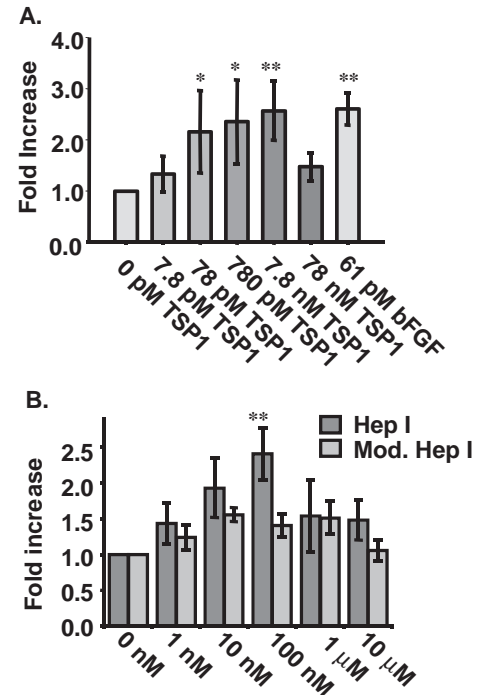 A.
Fold Increase
4.0
3.0
2.0
1.0
0.0
*
*
**
**
0 pM TSP1
7.8 pM TSP1
78 pM TSP1
780 pM TSP1
7.8 nM TSP1
78 nM TSP1
61 pM bFGF
B.
Fold increase
2.5
2.0
1.5
1.0
0.5
0.0
**
Hep I
Mod. Hep I
0 nM
1 nM
10 nM
100 nM
1 μM
10 μM